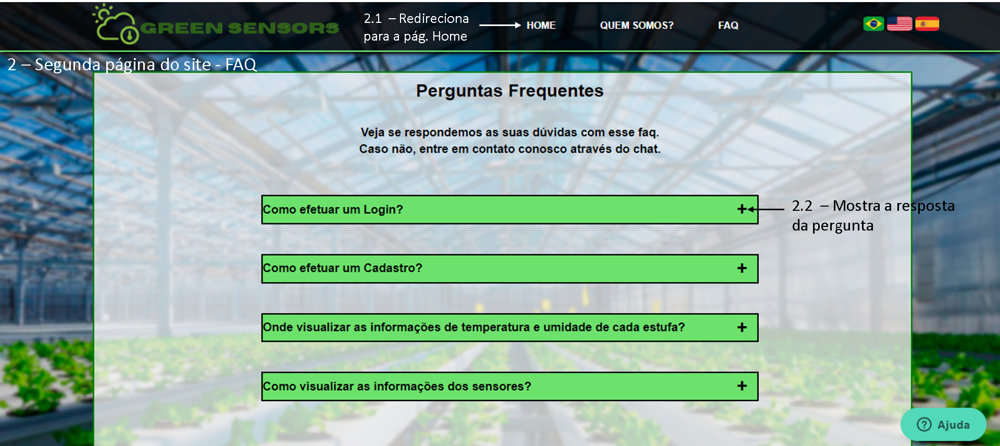 GREEN SENSORS
2.1 – Redireciona
para a pág. Home
HOME
QUEM SOMOS?
FAQ
2 – Segunda página do site - FAQ
Perguntas Frequentes
Veja se respondemos as suas dúvidas com esse faq.
Caso não, entre em contato conosco através do chat.
Como efetuar um Login? +
2.2 – Mostra a resposta
da pergunta
Como efetuar um Cadastro? +
Onde visualizar as informações de temperatura e umidade de cada estufa? +
Como visualizar as informações dos sensores? +
? Ajuda